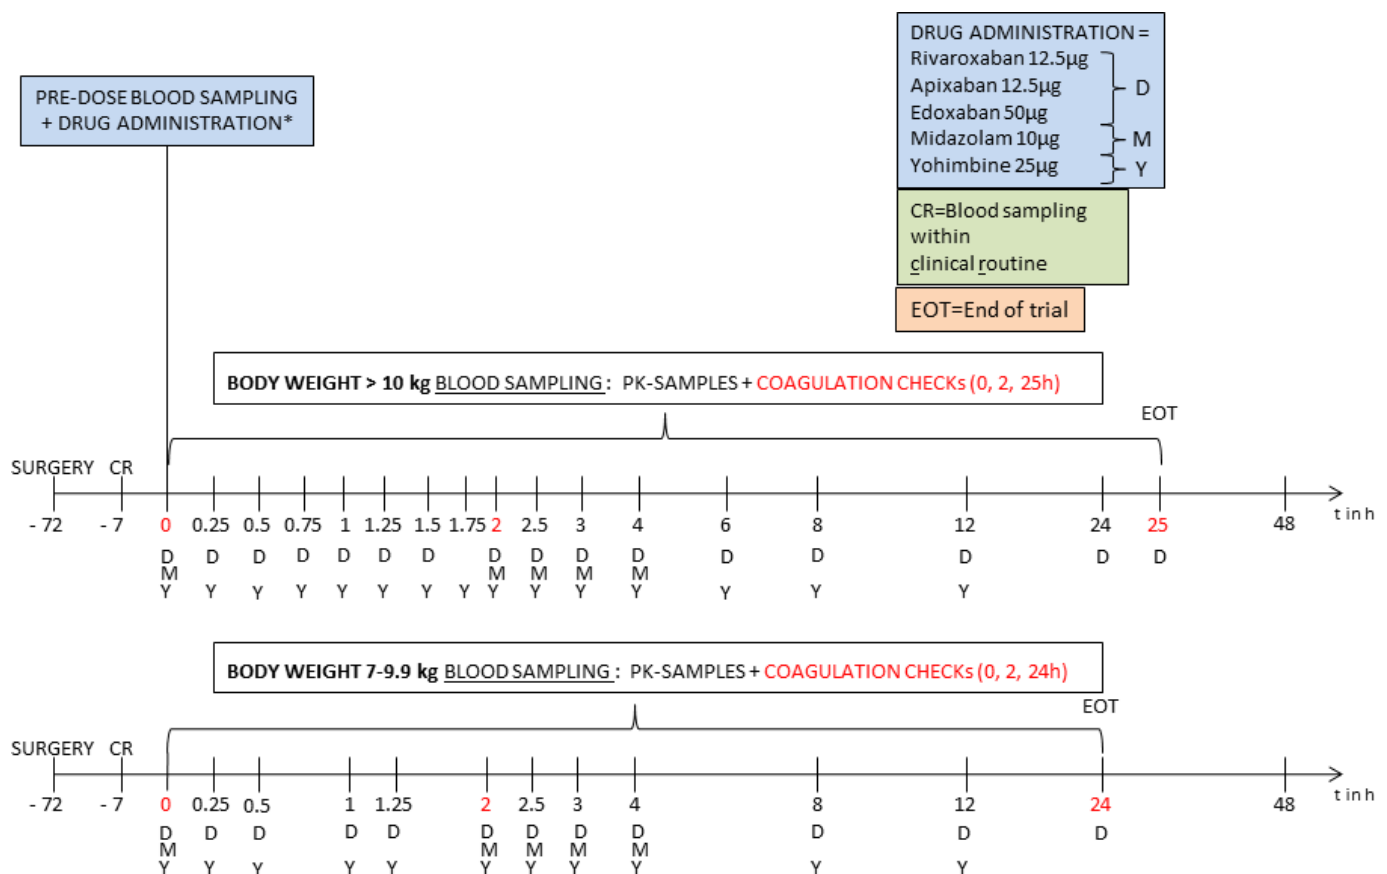 PRE-DOSE BLOOD SAMPLING
+ DRUG ADMINISTRATION*
DRUG ADMINISTRATION =
Rivaroxaban 12.5µg
Apixaban 12.5µg
D
Edoxaban 50µg
Midazolam 10µg
M
Yohimbine 25µg
Y
CR=Blood sampling
within
clinical routine
EOT=End of trial
BODY WEIGHT > 10 kg BLOOD SAMPLING : PK-SAMPLES + COAGULATION CHECKs (0, 2, 25h)
EOT
SURGERY CR
- 72 - 7 0 0.25 0.5 0.75 1 1.25 1.5 1.75 2 2.5 3 4 6 8 12 24 25 48 t in h
D D D D D D D D D D D D D D D D
M M M M M
Y Y Y Y Y Y Y Y Y Y Y Y Y Y Y
BODY WEIGHT 7-9.9 kg BLOOD SAMPLING : PK-SAMPLES + COAGULATION CHECKs (0, 2, 24h)
EOT
SURGERY CR
- 72 - 7 0 0.25 0.5 1 1.25 2 2.5 3 4 8 12 24 48 t in h
D D D D D D D D D D D D
M M M M M
Y Y Y Y Y Y Y Y Y Y Y